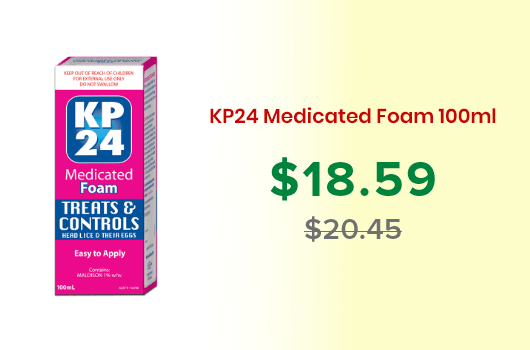 KEEP OUT OF REACH OF CHILDREN
FOR EXTERNAL USE ONLY
DO NOT SWALLOW
KP
24
Medicated
Foam
TREATS &
CONTROLS
HEAD LICE & THEIR EGGS
Easy to Apply
Contains:
MALDISON 1% w/w
100mL
KP24 Medicated Foam 100ml
$18.59
$20.45